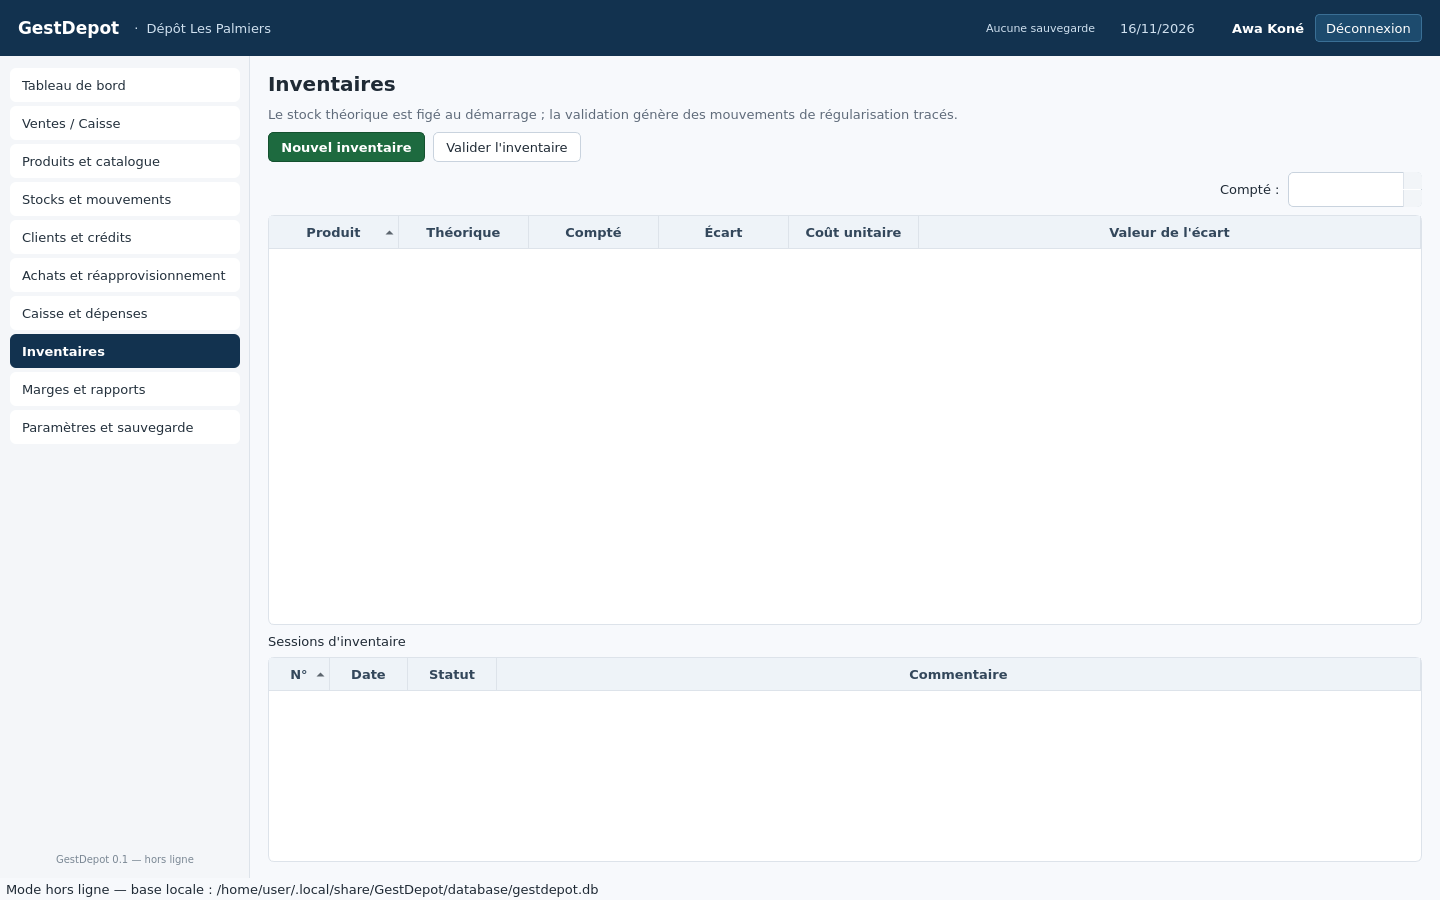 GestDepot · Dépôt Les Palmiers Aucune sauvegarde 16/11/2026 Awa Koné Déconnexion
Tableau de bord
Ventes / Caisse
Produits et catalogue
Stocks et mouvements
Clients et crédits
Achats et réapprovisionnement
Caisse et dépenses
Inventaires
Marges et rapports
Paramètres et sauvegarde
GestDepot 0.1 — hors ligne
Inventaires
Le stock théorique est figé au démarrage ; la validation génère des mouvements de régularisation tracés.
Nouvel inventaire Valider l'inventaire
Compté :
Produit Théorique Compté Écart Coût unitaire Valeur de l'écart
Sessions d'inventaire
N° Date Statut Commentaire
Mode hors ligne — base locale : /home/user/.local/share/GestDepot/database/gestdepot.db